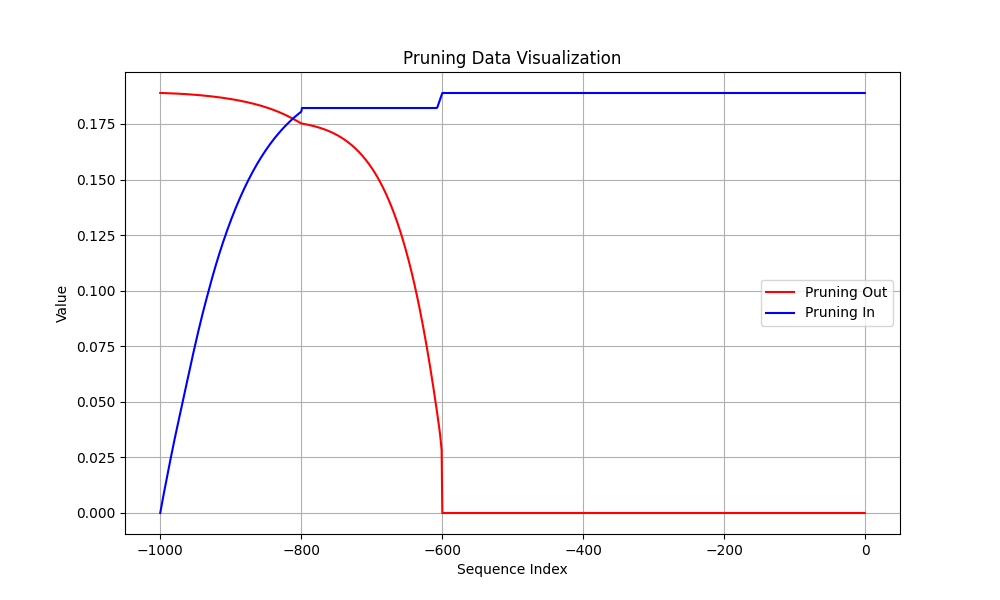 Pruning Data Visualization
Value
0.175
0.150
0.125
0.100
0.075
0.050
0.025
0.000
Pruning Out
Pruning In
−1000 −800 −600 −400 −200 0
Sequence Index